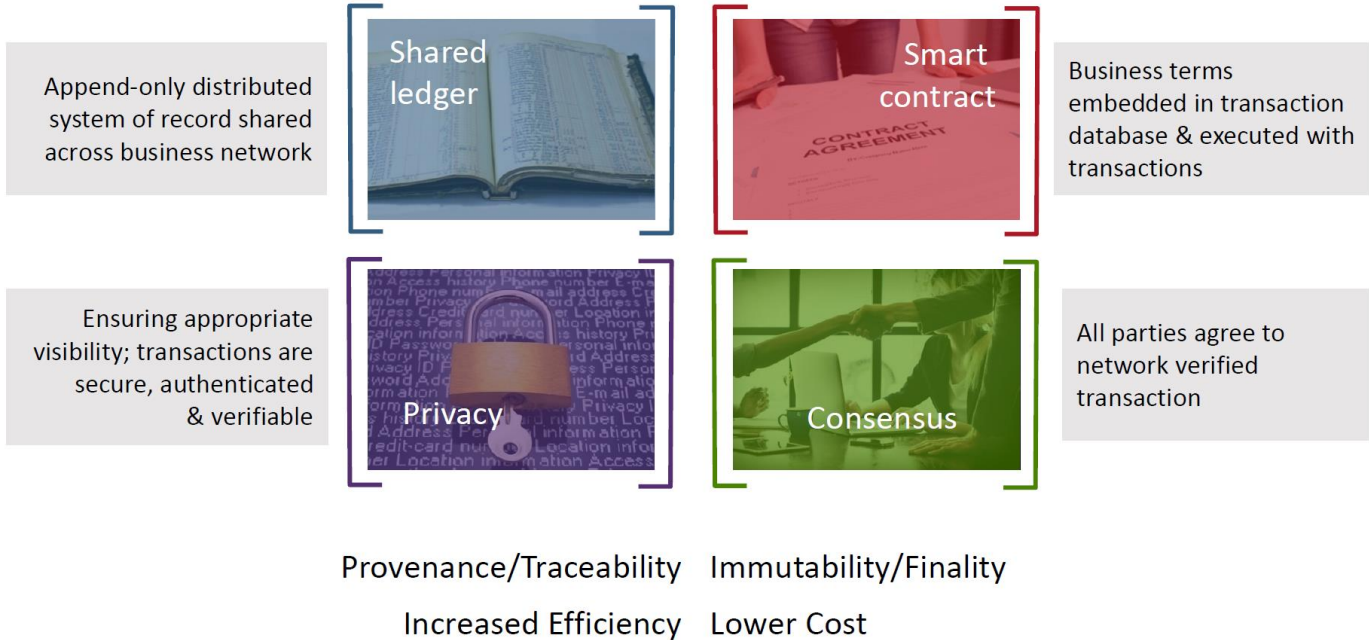 Append-only distributed
system of record shared
across business network
Shared
ledger
Smart
contract
CONTRACT
AGREEMENT
Business terms
embedded in transaction
database & executed with
transactions
Ensuring appropriate
visibility; transactions are
secure, authenticated
& verifiable
Privacy
Consensus
All parties agree to
network verified
transaction
Provenance/Traceability Immutability/Finality
Increased Efficiency Lower Cost